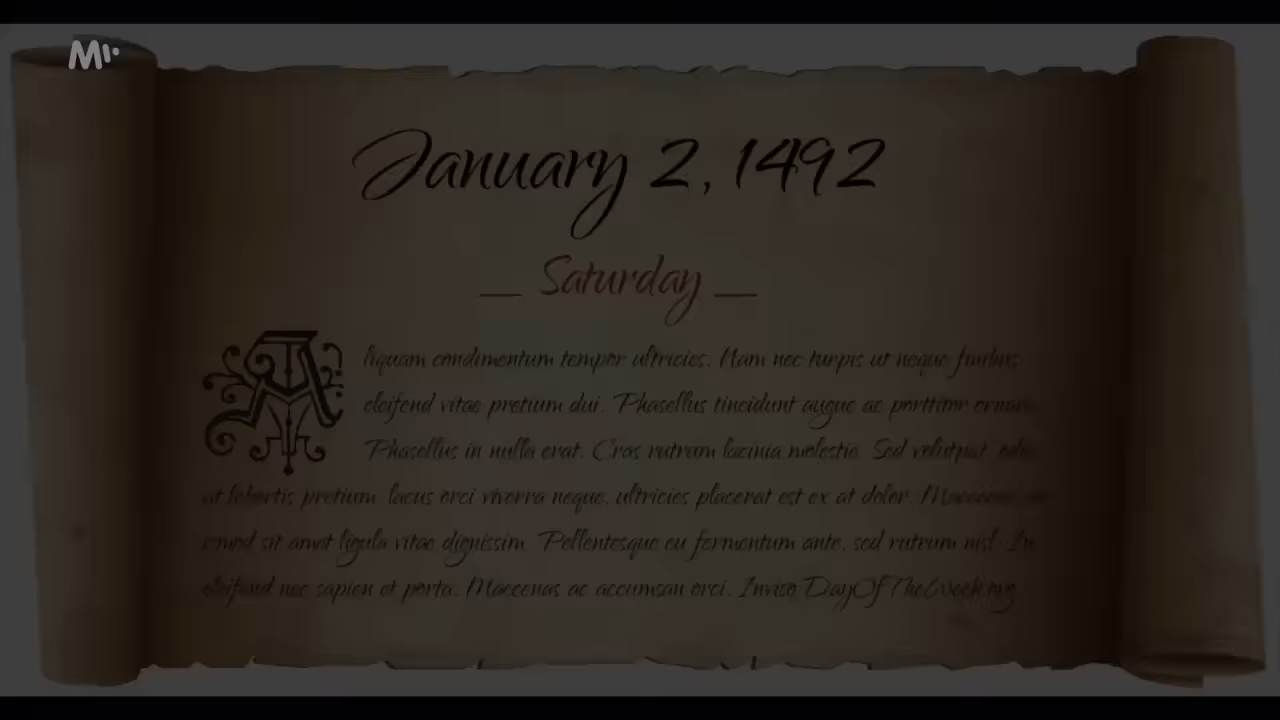 M
January 2, 1492
Saturday
Aliquam condimentum tempor ultricies. Nam nec turpis ut neque finibus
eleifend vitae pretium dui. Phasellus tincidunt augue ac porttitor ornare
Phasellus in nulla erat. Cras rutrum lacinia molestie. Sed volutpat, odio
at lobortis pretium, lacus orci viverra neque, ultricies placerat est ex at dolor. Maecenas
sit amet ligula vitae dignissim. Pellentesque eu fermentum ante, sed rutrum nisl. In
eleifend nec sapien et porta. Maecenas ac accumsan orci. Inviso DayOfTheWeek.org